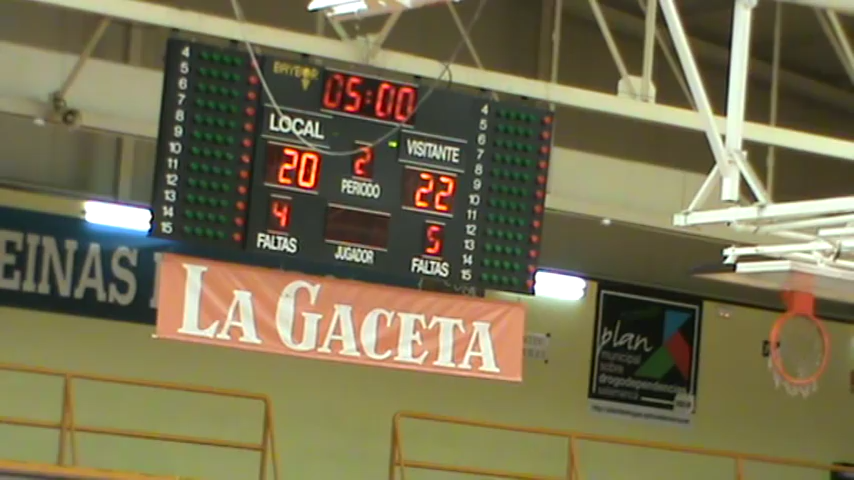 BAYBOR
05:00
LOCAL
VISITANTE
20
2
22
PERIODO
4
5
FALTAS
JUGADOR
FALTAS
4
5
6
7
8
9
10
11
12
13
14
15
4
5
6
7
8
9
10
11
12
13
14
15
EINAS
LA GACETA
plan
municipal
sobre
drogodependencias
salamanca